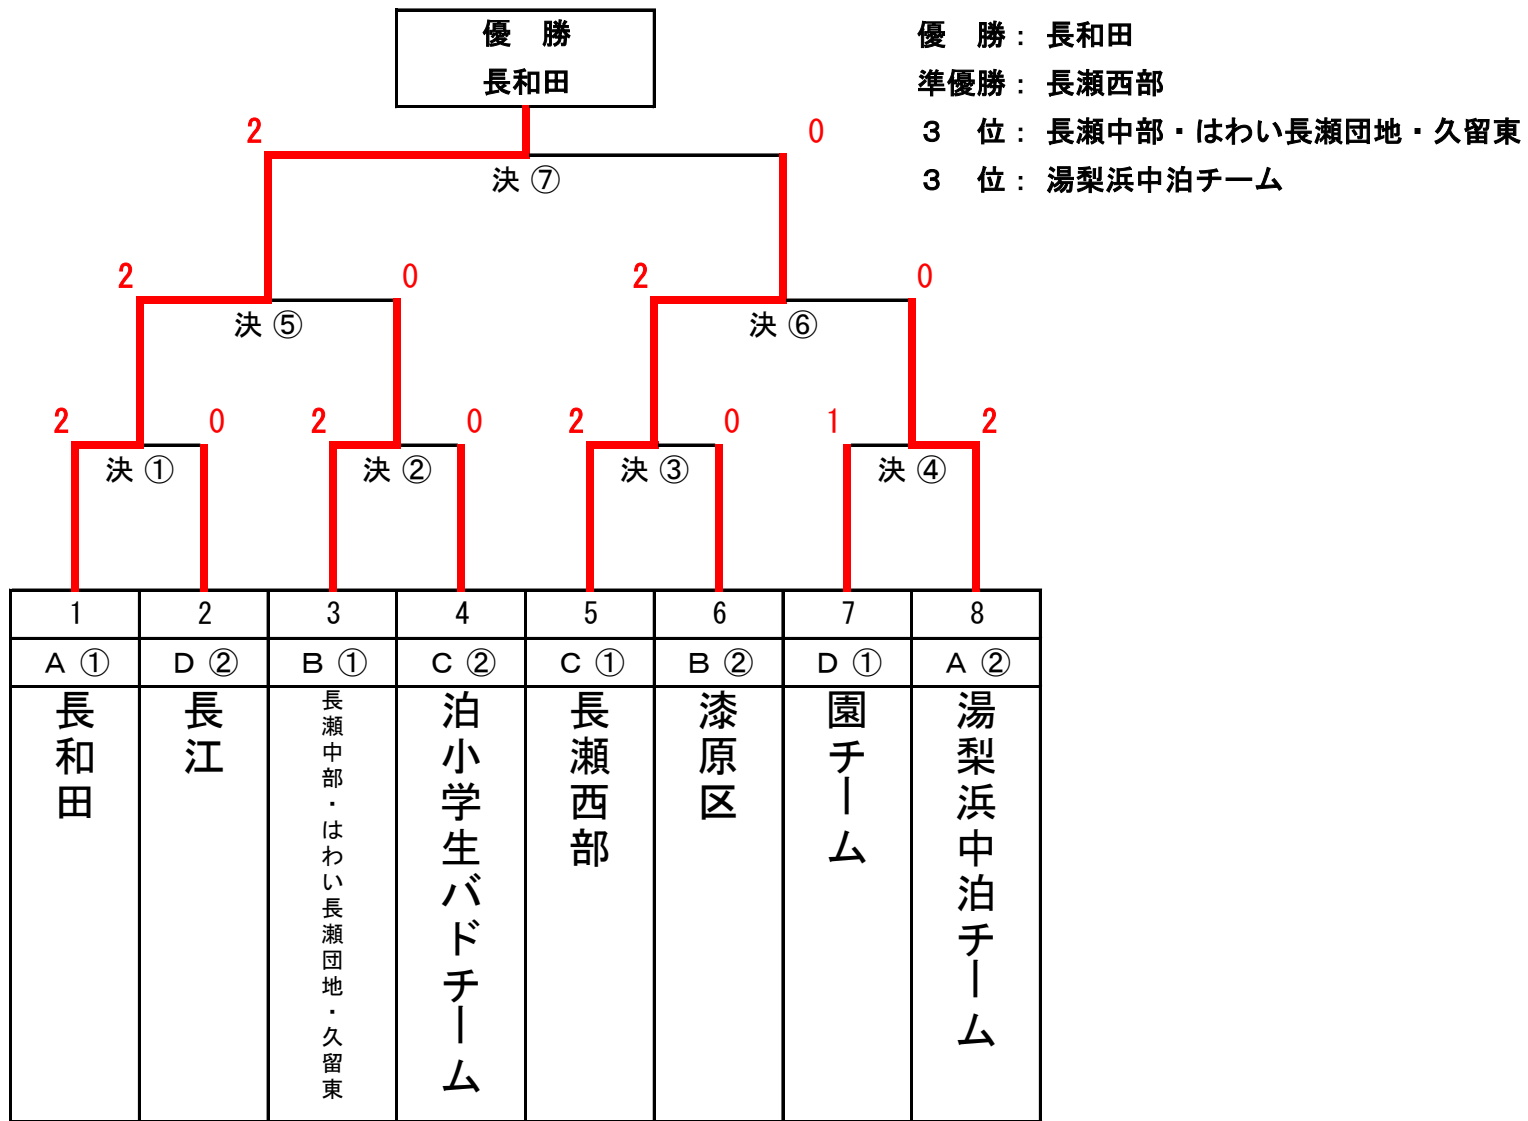 優　勝
長和田
優　勝： 長和田
準優勝： 長瀬西部
３　位： 長瀬中部・はわい長瀬団地・久留東
３　位： 湯梨浜中泊チーム
2 0
決 ⑦
2 0 2 0
決 ⑤ 決 ⑥
2 0 2 0 2 0 1 2
決 ① 決 ② 決 ③ 決 ④
1 2 3 4 5 6 7 8
Ａ ① Ｄ ② Ｂ ① Ｃ ② Ｃ ① Ｂ ② Ｄ ① Ａ ②
長和田
長江
長瀬中部・はわい長瀬団地・久留東
泊小学生バドチーム
長瀬西部
漆原区
園チーム
湯梨浜中泊チーム